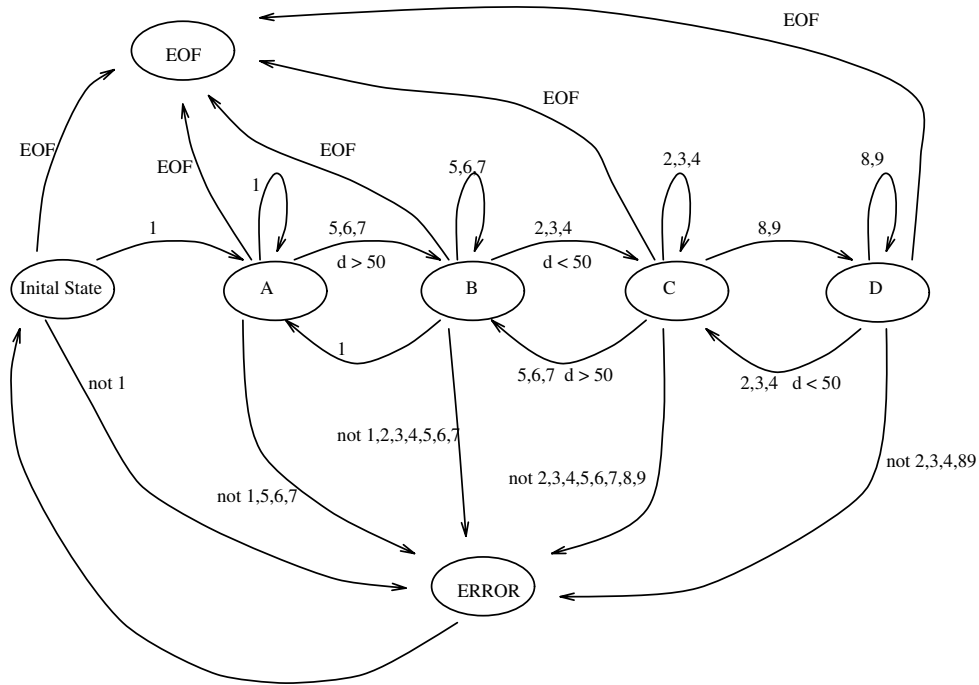 EOF
EOF
EOF
EOF
EOF
EOF
1
5,6,7
2,3,4
8,9
1
5,6,7
d > 50
2,3,4
d < 50
8,9
Inital State
A
B
C
D
1
5,6,7 d > 50
2,3,4 d < 50
not 1
not 1,2,3,4,5,6,7
not 2,3,4,89
not 2,3,4,5,6,7,8,9
not 1,5,6,7
ERROR